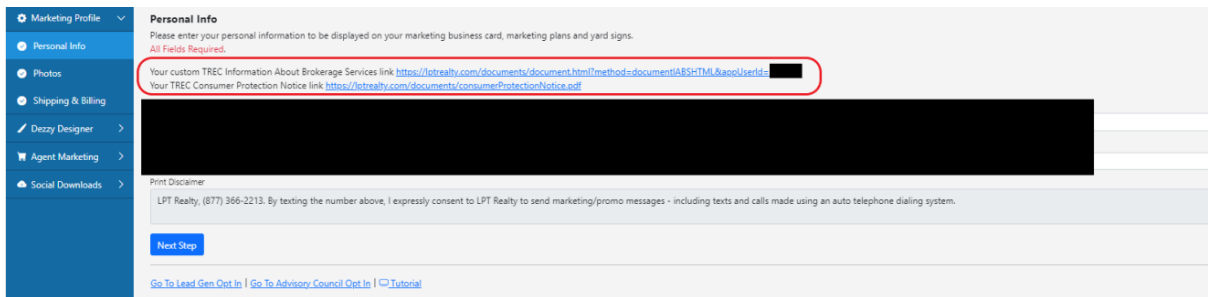 Marketing Profile
Personal Info
Photos
Shipping & Billing
Dezzy Designer
Agent Marketing
Social Downloads
Personal Info
Please enter your personal information to be displayed on your marketing business card, marketing plans and yard signs.
All Fields Required.
Your custom TREC Information About Brokerage Services link https://lptrealty.com/documents/document.html?method=documentIABSHTML&appUserId=
Your TREC Consumer Protection Notice link https://lptrealty.com/documents/consumerProtectionNotice.pdf
Print Disclaimer
LPT Realty, (877) 366-2213. By texting the number above, I expressly consent to LPT Realty to send marketing/promo messages - including texts and calls made using an auto telephone dialing system.
Next Step
Go To Lead Gen Opt In | Go To Advisory Council Opt In | Tutorial